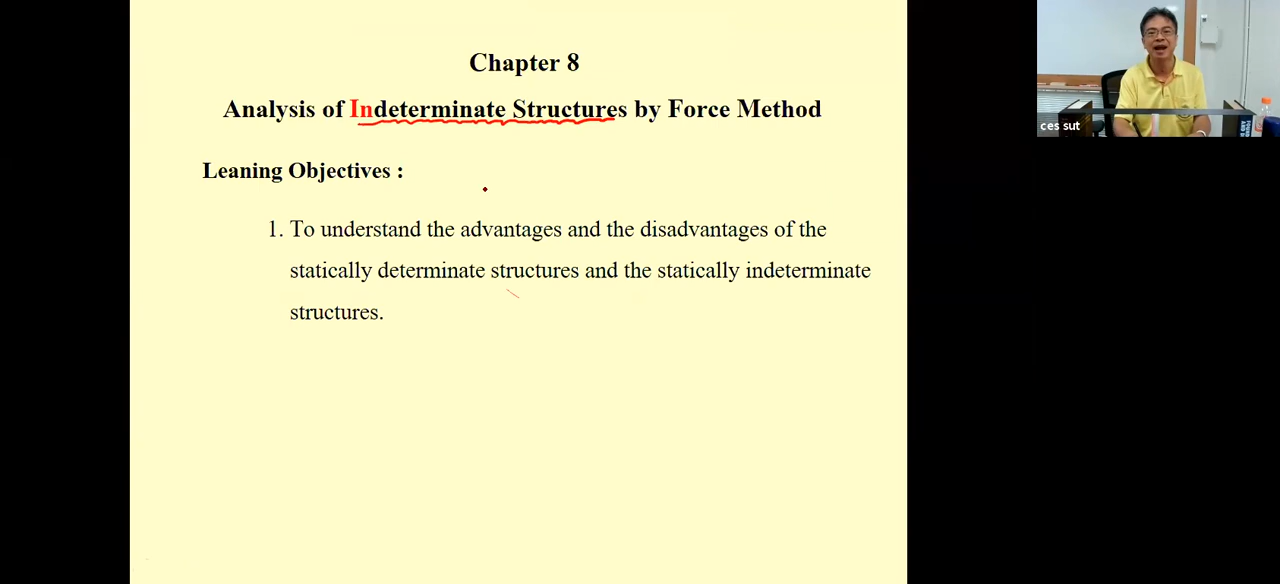 Chapter 8
Analysis of Indeterminate Structures by Force Method
Leaning Objectives :
1. To understand the advantages and the disadvantages of the
statically determinate structures and the statically indeterminate
structures.
ces sut